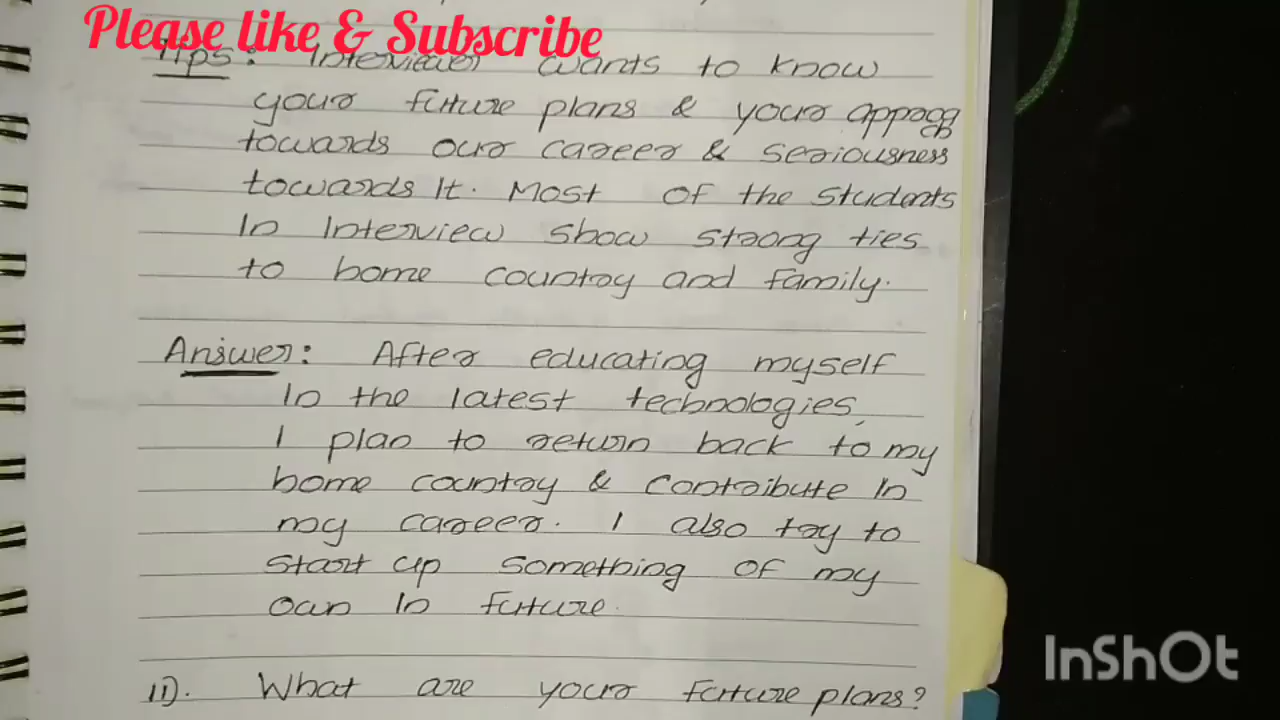 Please like & Subscribe
Tips: Interviewer wants to know
your future plans &  your
towards our career & seriousness
towards It. Most of the students
In Interview show strong ties
to home country and family.
Answer: After educating myself
In the latest technologies,
I plan to return back to my
home country & contribute In
my career. I also try to
start up something of my
own In future.
11). What are your future plans?
InShOt